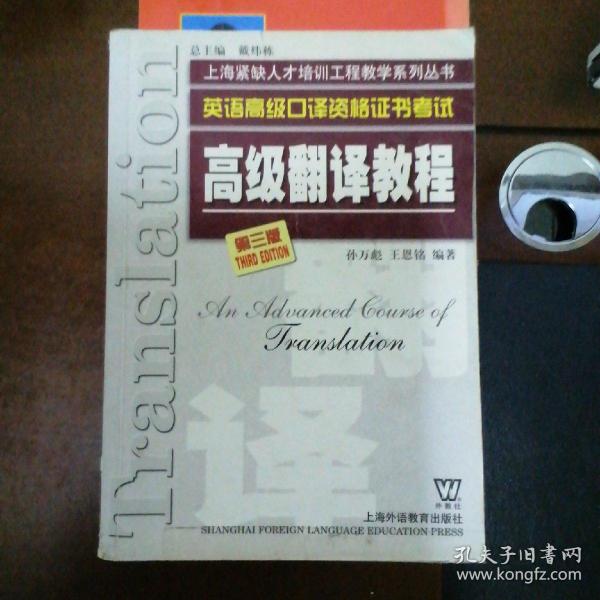 总主编 戴炜栋
上海紧缺人才培训工程教学系列丛书
英语高级口译资格证书考试
高级翻译教程
第三版
THIRD EDITION
孙万彪 王恩铭 编著
An Advanced Course of
Translation
Translation
译
W
外教社
上海外语教育出版社
SHANGHAI FOREIGN LANGUAGE EDUCATION PRESS
孔夫子旧书网
www.kongfz.com